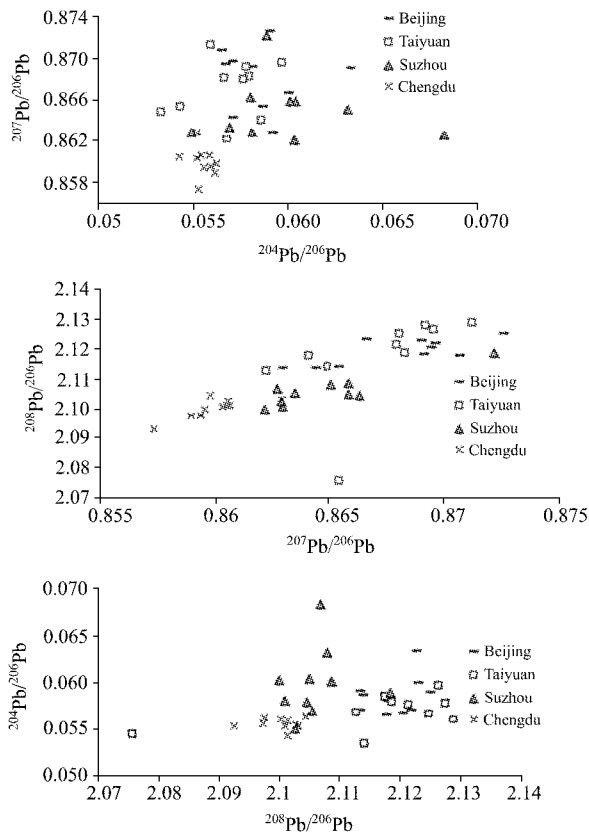 0.874
0.870
0.866
0.862
0.858
²⁰⁷Pb/²⁰⁶Pb
Beijing
Taiyuan
Suzhou
Chengdu
0.05 0.055 0.060 0.065 0.070
²⁰⁴Pb/²⁰⁶Pb
2.14
2.13
2.12
2.11
2.10
2.09
2.08
2.07
²⁰⁸Pb/²⁰⁶Pb
Beijing
Taiyuan
Suzhou
Chengdu
0.855 0.86 0.865 0.87 0.875
²⁰⁷Pb/²⁰⁶Pb
0.070
0.065
0.060
0.055
0.050
²⁰⁴Pb/²⁰⁶Pb
Beijing
Taiyuan
Suzhou
Chengdu
2.07 2.08 2.09 2.10 2.11 2.12 2.13 2.14
²⁰⁸Pb/²⁰⁶Pb